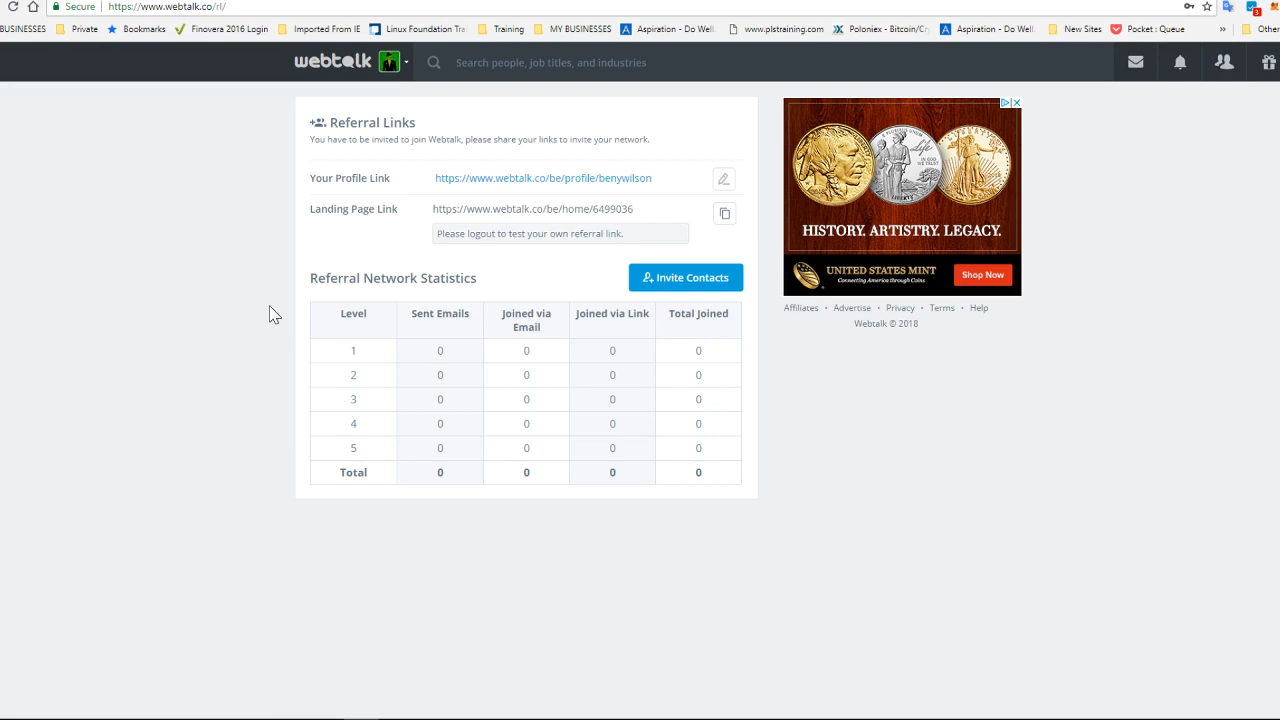 Secure https://www.webtalk.co/rl/
BUSINESSES Private Bookmarks Finovera 2016 Login Imported From IE Linux Foundation Tra Training MY BUSINESSES Aspiration - Do Well. www.plstraining.com Poloniex - Bitcoin/Cry Aspiration - Do Well. New Sites Pocket : Queue » Other
webtalk Search people, job titles, and industries
Referral Links
You have to be invited to join Webtalk, please share your links to invite your network.
Your Profile Link https://www.webtalk.co/be/profile/benywilson
Landing Page Link https://www.webtalk.co/be/home/6499036
Please logout to test your own referral link.
Referral Network Statistics Invite Contacts
Level Sent Emails Joined via Email Joined via Link Total Joined
1 0 0 0 0
2 0 0 0 0
3 0 0 0 0
4 0 0 0 0
5 0 0 0 0
Total 0 0 0 0
HISTORY. ARTISTRY. LEGACY.
UNITED STATES MINT
Connecting America through Coins
Shop Now
Affiliates • Advertise • Privacy • Terms • Help
Webtalk © 2018